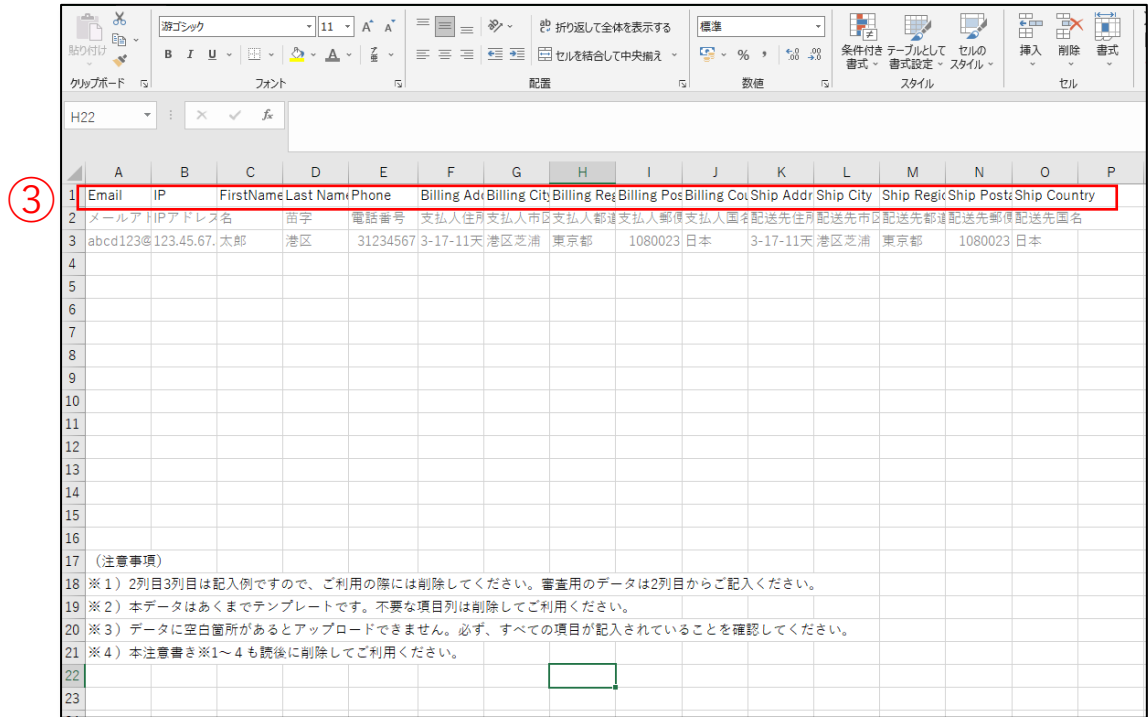 貼り付け
クリップボード
游ゴシック
11
A A
B I U
A
フォント
ab 折り返して全体を表示する
セルを結合して中央揃え
配置
標準
% ,
数値
条件付き書式
テーブルとして書式設定
セルのスタイル
スタイル
挿入 削除 書式
セル
H22
fx
A B C D E F G H I J K L M N O P
③
1 Email IP FirstName Last Name Phone Billing Add Billing City Billing Reg Billing Pos Billing Cou Ship Addr Ship City Ship Regic Ship Posta Ship Country
2 メールアト IPアドレス 名 苗字 電話番号 支払人住所 支払人市区 支払人都道 支払人郵便 支払人国名 配送先住所 配送先市区 配送先都道 配送先郵便 配送先国名
3 abcd123@ 123.45.67. 太郎 港区 31234567 3-17-11天 港区芝浦 東京都 1080023 日本 3-17-11天 港区芝浦 東京都 1080023 日本
4
5
6
7
8
9
10
11
12
13
14
15
16
17 （注意事項）
18 ※１）2列目3列目は記入例ですので、ご利用の際には削除してください。審査用のデータは2列目からご記入ください。
19 ※２）本データはあくまでテンプレートです。不要な項目列は削除してご利用ください。
20 ※３）データに空白箇所があるとアップロードできません。必ず、すべての項目が記入されていることを確認してください。
21 ※４）本注意書き※1～４も読後に削除してご利用ください。
22
23